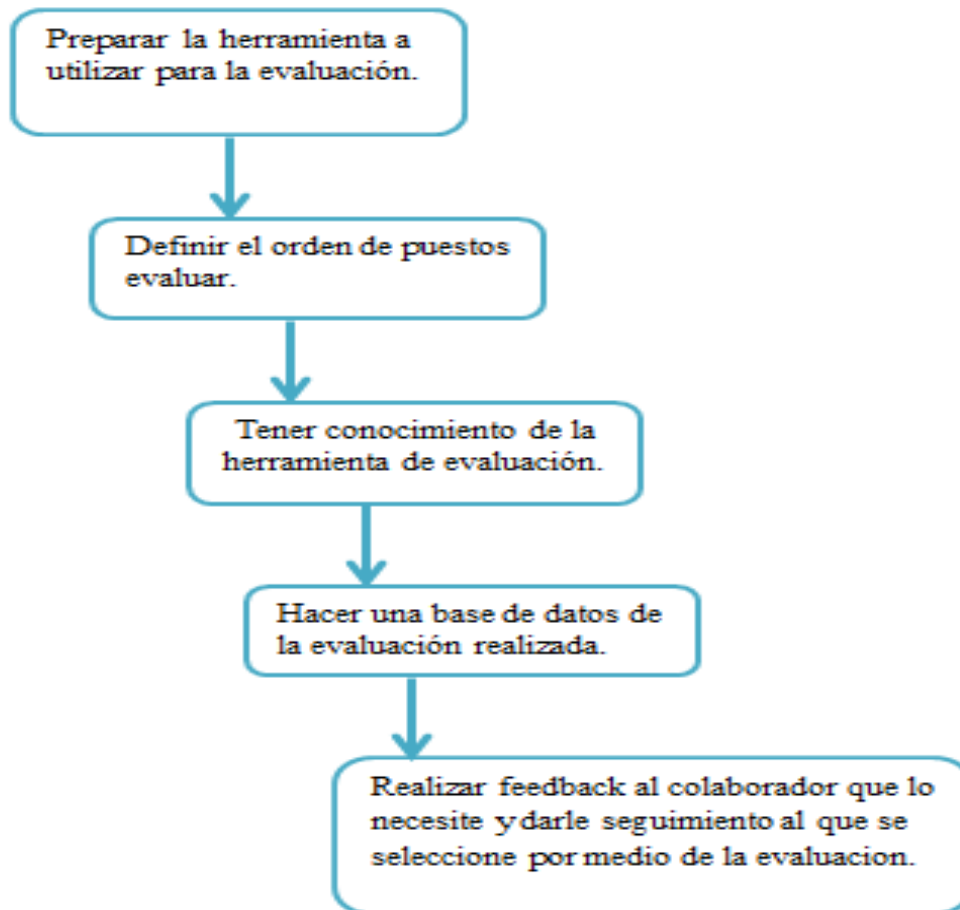 Preparar la herramienta a
utilizar para la evaluación.
Definir el orden de puestos
evaluar.
Tener conocimiento de la
herramienta de evaluación.
Hacer una base de datos de
la evaluación realizada.
Realizar feedback al colaborador que lo
necesite y darle seguimiento al que se
seleccione por medio de la evaluacion.